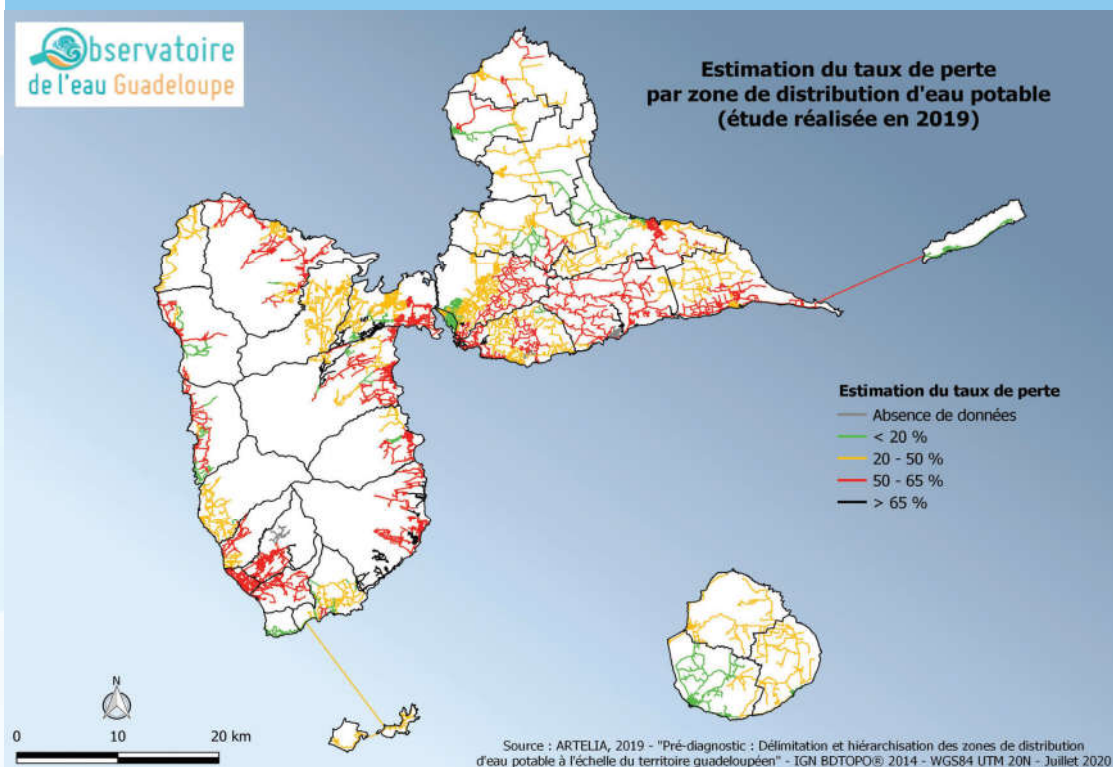 Observatoire
de l'eau Guadeloupe
Estimation du taux de perte
par zone de distribution d'eau potable
(étude réalisée en 2019)
Estimation du taux de perte
Absence de données
< 20 %
20 - 50 %
50 - 65 %
> 65 %
N
0 10 20 km
Source : ARTELIA, 2019 - "Pré-diagnostic : Délimitation et hiérarchisation des zones de distribution
d'eau potable à l'échelle du territoire guadeloupéen" - IGN BDTOPO® 2014 - WGS84 UTM 20N - Juillet 2020